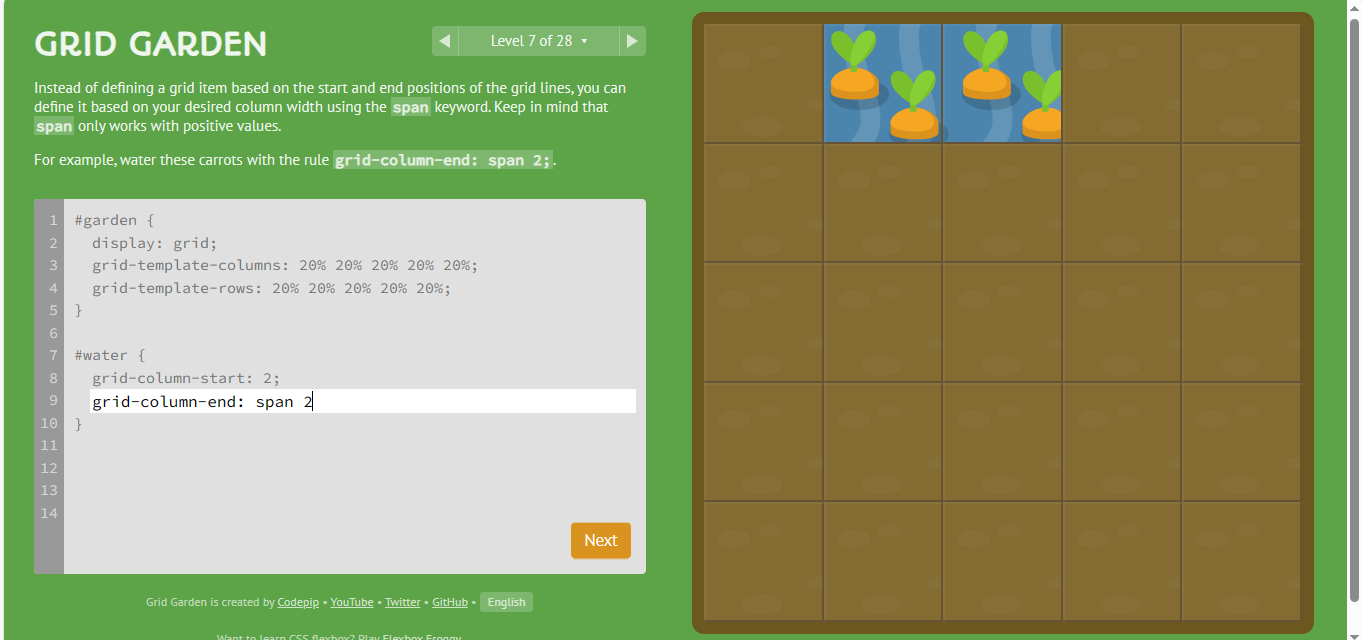 GRID GARDEN
Level 7 of 28
Instead of defining a grid item based on the start and end positions of the grid lines, you can
define it based on your desired column width using the span keyword. Keep in mind that
span only works with positive values.
For example, water these carrots with the rule grid-column-end: span 2;.
1 #garden {
2 display: grid;
3 grid-template-columns: 20% 20% 20% 20% 20%;
4 grid-template-rows: 20% 20% 20% 20% 20%;
5 }
6
7 #water {
8 grid-column-start: 2;
9 grid-column-end: span 2
10 }
11
12
13
14
Next
Grid Garden is created by Codepip • YouTube • Twitter • GitHub • English
Want to learn CSS flexbox? Play Flexbox Froggy.